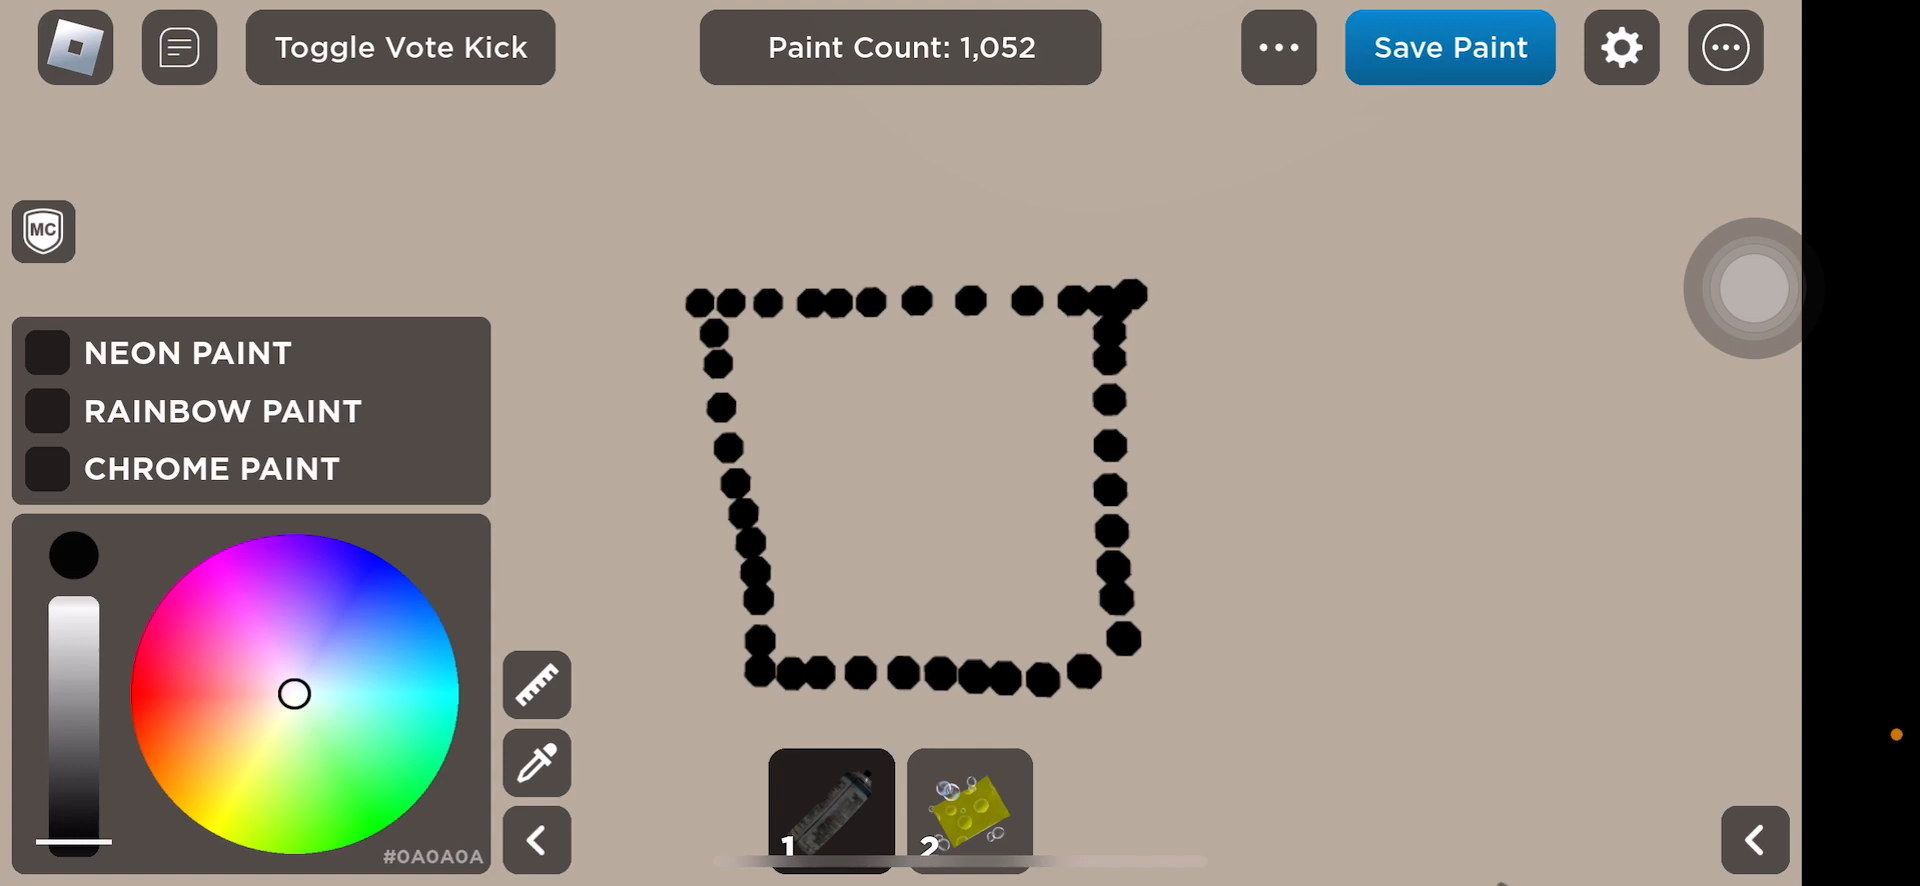 Toggle Vote Kick
Paint Count: 1,052
Save Paint
MC
NEON PAINT
RAINBOW PAINT
CHROME PAINT
#0A0A0A
1
2